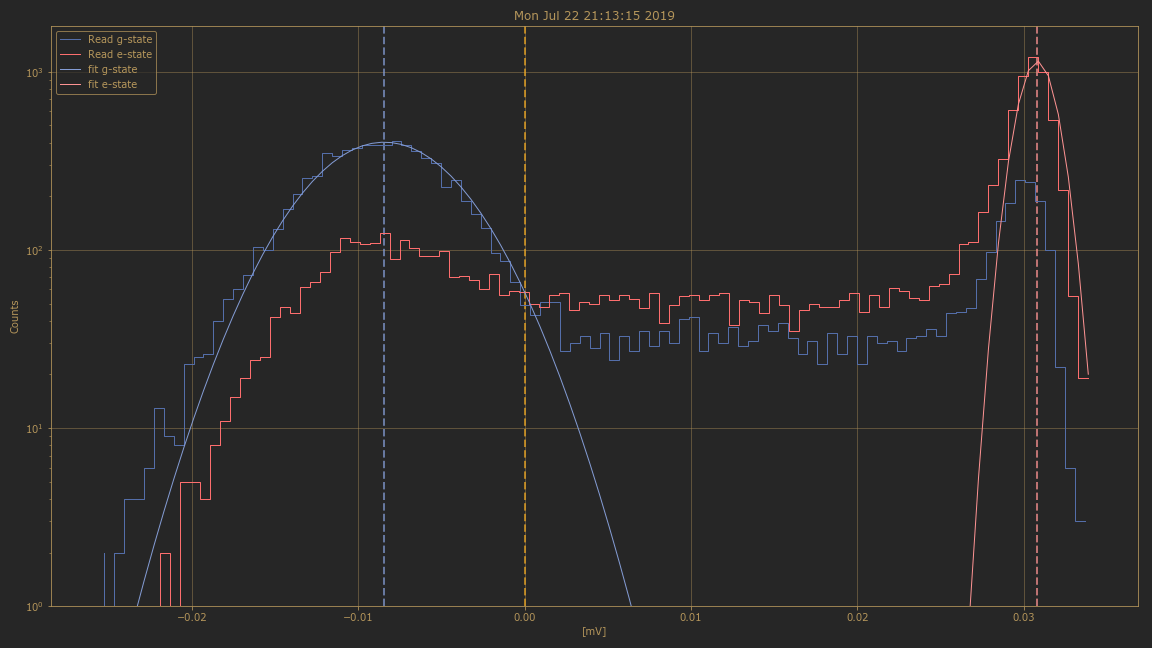 Mon Jul 22 21:13:15 2019
Read g-state
Read e-state
fit g-state
fit e-state
Counts
10³
10²
10¹
10⁰
−0.02 −0.01 0.00 0.01 0.02 0.03
[mV]